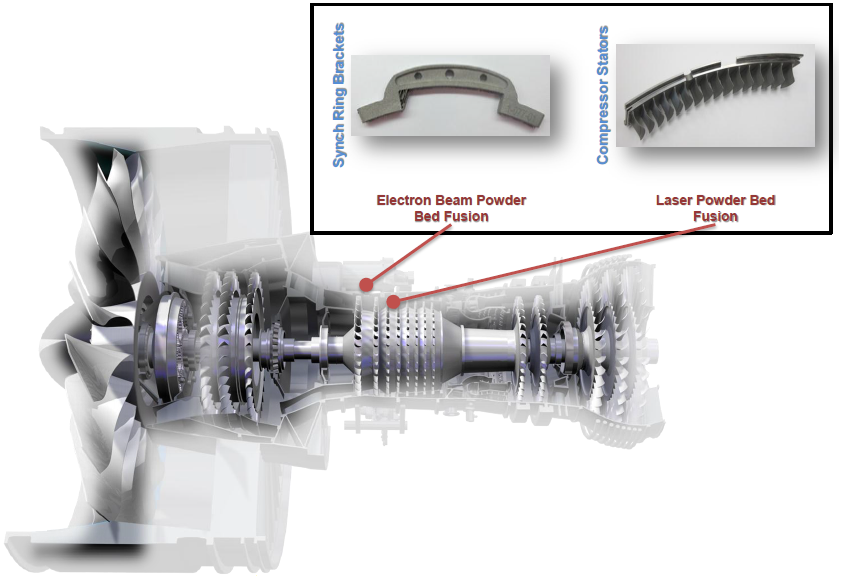 Synch Ring Brackets
Compressor Stators
Electron Beam Powder
Bed Fusion
Laser Powder Bed
Fusion